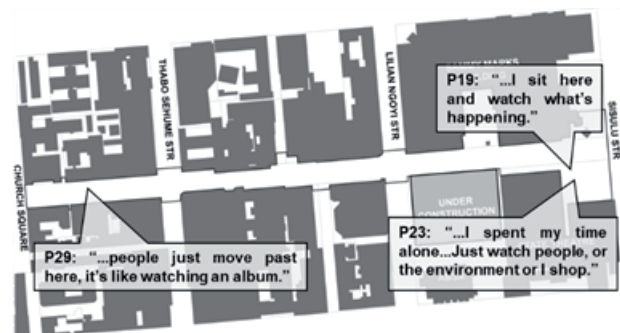 P19: “...I sit here
and watch what’s
happening.”
THABO SEHUME STR
LILIAN NGOYI STR
SISULU STR
CHURCH SQUARE
UNDER
CONSTRUCTION
P29: “...people just move past
here, it’s like watching an album.”
P23: “...I spent my time
alone...Just watch people, or
the environment or I shop.”